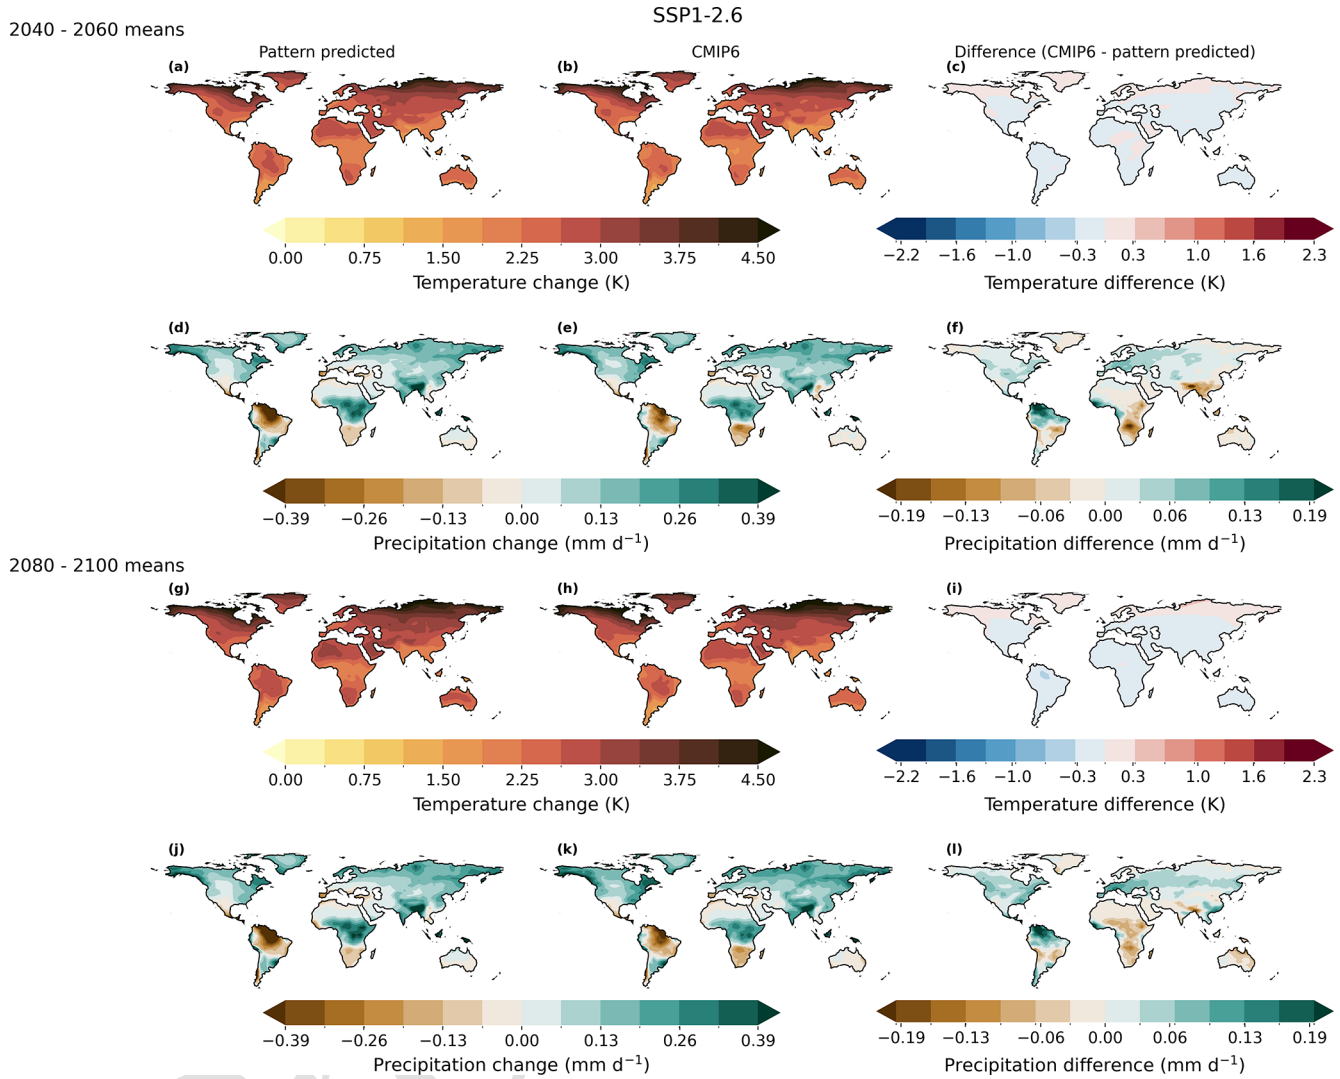 SSP1-2.6
2040 - 2060 means
Pattern predicted
CMIP6
Difference (CMIP6 - pattern predicted)
(a)
(b)
(c)
0.00 0.75 1.50 2.25 3.00 3.75 4.50
Temperature change (K)
−2.2 −1.6 −1.0 −0.3 0.3 1.0 1.6 2.3
Temperature difference (K)
(d)
(e)
(f)
−0.39 −0.26 −0.13 0.00 0.13 0.26 0.39
Precipitation change (mm d⁻¹)
−0.19 −0.13 −0.06 0.00 0.06 0.13 0.19
Precipitation difference (mm d⁻¹)
2080 - 2100 means
(g)
(h)
(i)
0.00 0.75 1.50 2.25 3.00 3.75 4.50
Temperature change (K)
−2.2 −1.6 −1.0 −0.3 0.3 1.0 1.6 2.3
Temperature difference (K)
(j)
(k)
(l)
−0.39 −0.26 −0.13 0.00 0.13 0.26 0.39
Precipitation change (mm d⁻¹)
−0.19 −0.13 −0.06 0.00 0.06 0.13 0.19
Precipitation difference (mm d⁻¹)